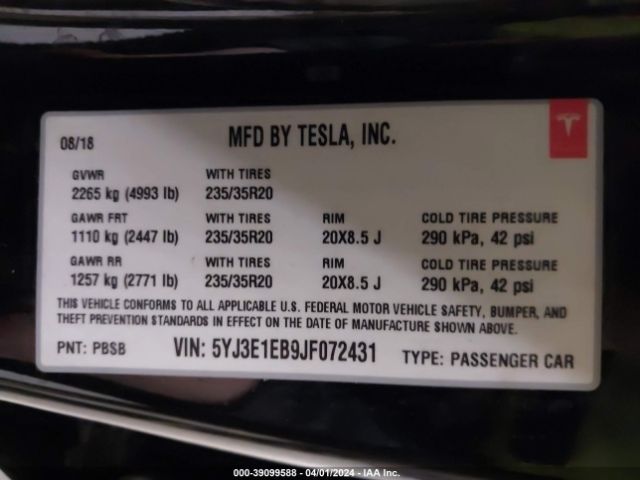 08/18 MFD BY TESLA, INC.
GVWR WITH TIRES
2265 kg (4993 lb) 235/35R20
GAWR FRT WITH TIRES RIM COLD TIRE PRESSURE
1110 kg (2447 lb) 235/35R20 20X8.5 J 290 kPa, 42 psi
GAWR RR WITH TIRES RIM COLD TIRE PRESSURE
1257 kg (2771 lb) 235/35R20 20X8.5 J 290 kPa, 42 psi
THIS VEHICLE CONFORMS TO ALL APPLICABLE U.S. FEDERAL MOTOR VEHICLE SAFETY, BUMPER, AND
THEFT PREVENTION STANDARDS IN EFFECT ON THE DATE OF MANUFACTURE SHOWN ABOVE.
PNT: PBSB VIN: 5YJ3E1EB9JF072431 TYPE: PASSENGER CAR
000-39099588 — 04/01/2024 — IAA Inc.